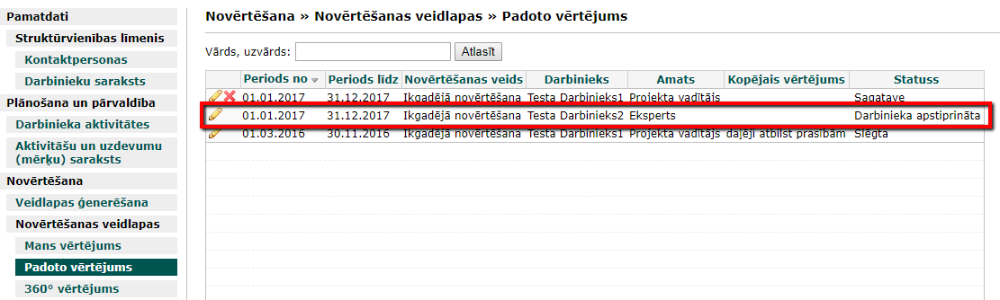 Pamatdati
Struktūrvienības līmenis
Kontaktpersonas
Darbinieku saraksts
Plānošana un pārvaldība
Darbinieka aktivitātes
Aktivitāšu un uzdevumu
(mērķu) saraksts
Novērtēšana
Veidlapas ģenerēšana
Novērtēšanas veidlapas
Mans vērtējums
Padoto vērtējums
360° vērtējums
Novērtēšana » Novērtēšanas veidlapas » Padoto vērtējums
Vārds, uzvārds: Atlasīt
Periods no Periods līdz Novērtēšanas veids Darbinieks Amats Kopējais vērtējums Statuss
01.01.2017 31.12.2017 Ikgadējā novērtēšana Testa Darbinieks1 Projekta vadītājs Sagatave
01.01.2017 31.12.2017 Ikgadējā novērtēšana Testa Darbinieks2 Eksperts Darbinieka apstiprināta
01.03.2016 30.11.2016 Ikgadējā novērtēšana Testa Darbinieks1 Projekta vadītājs daļēji atbilst prasībām Slēgta